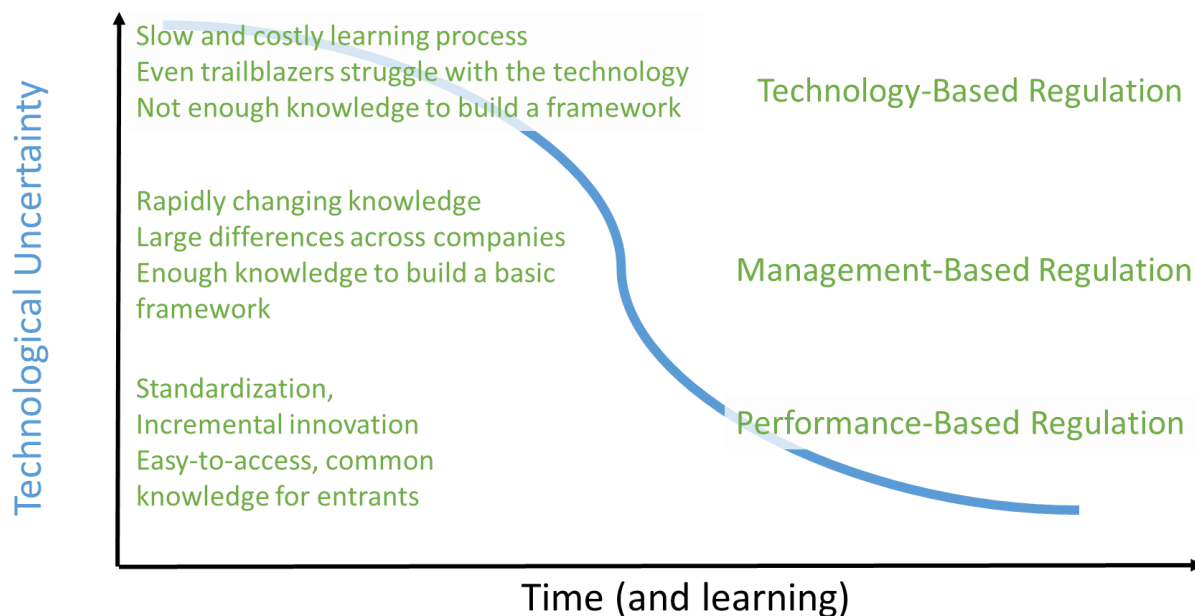 Technological Uncertainty
Slow and costly learning process
Even trailblazers struggle with the technology
Not enough knowledge to build a framework
Technology-Based Regulation
Rapidly changing knowledge
Large differences across companies
Enough knowledge to build a basic
framework
Management-Based Regulation
Standardization,
Incremental innovation
Easy-to-access, common
knowledge for entrants
Performance-Based Regulation
Time (and learning)